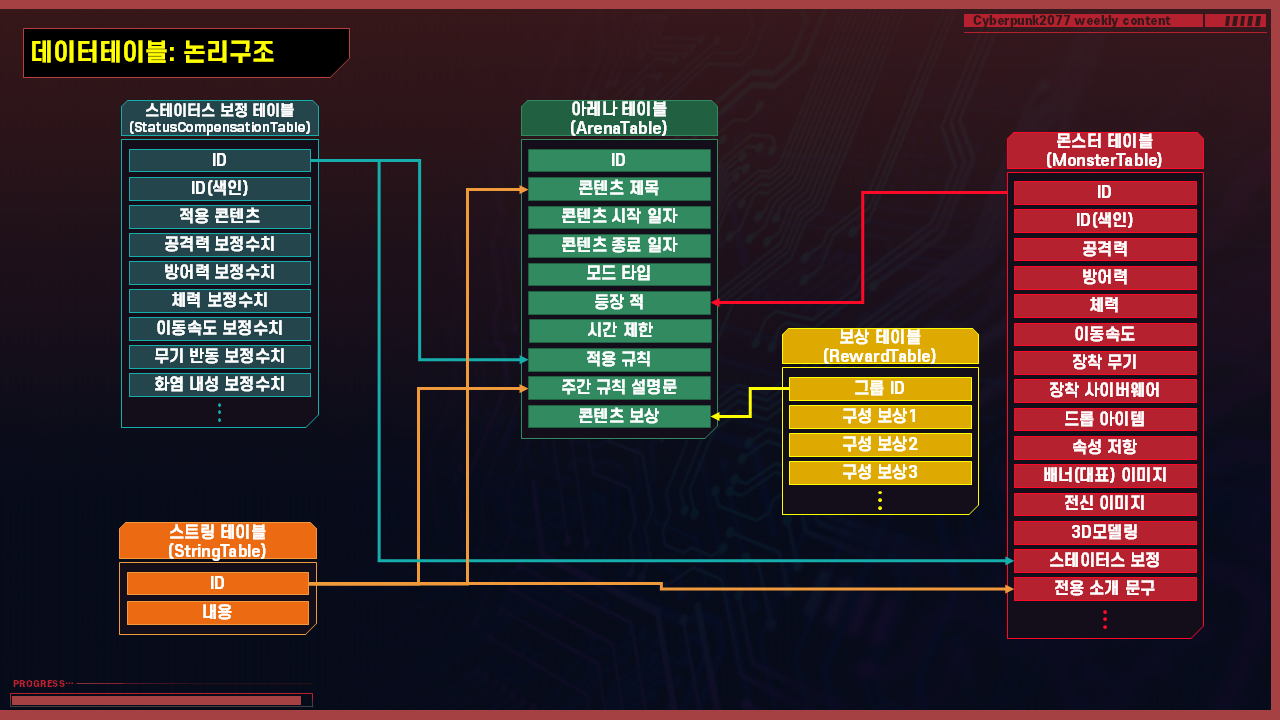 Cyberpunk2077 weekly content
데이터테이블: 논리구조
스테이터스 보정 테이블
(StatusCompensationTable)
ID
ID(색인)
적용 콘텐츠
공격력 보정수치
방어력 보정수치
체력 보정수치
이동속도 보정수치
무기 반동 보정수치
화염 내성 보정수치
스트링 테이블
(StringTable)
ID
내용
아레나 테이블
(ArenaTable)
ID
콘텐츠 제목
콘텐츠 시작 일자
콘텐츠 종료 일자
모드 타입
등장 적
시간 제한
적용 규칙
주간 규칙 설명문
콘텐츠 보상
보상 테이블
(RewardTable)
그룹 ID
구성 보상1
구성 보상2
구성 보상3
몬스터 테이블
(MonsterTable)
ID
ID(색인)
공격력
방어력
체력
이동속도
장착 무기
장착 사이버웨어
드롭 아이템
속성 저항
배너(대표) 이미지
전신 이미지
3D모델링
스테이터스 보정
전용 소개 문구
PROGRESS···